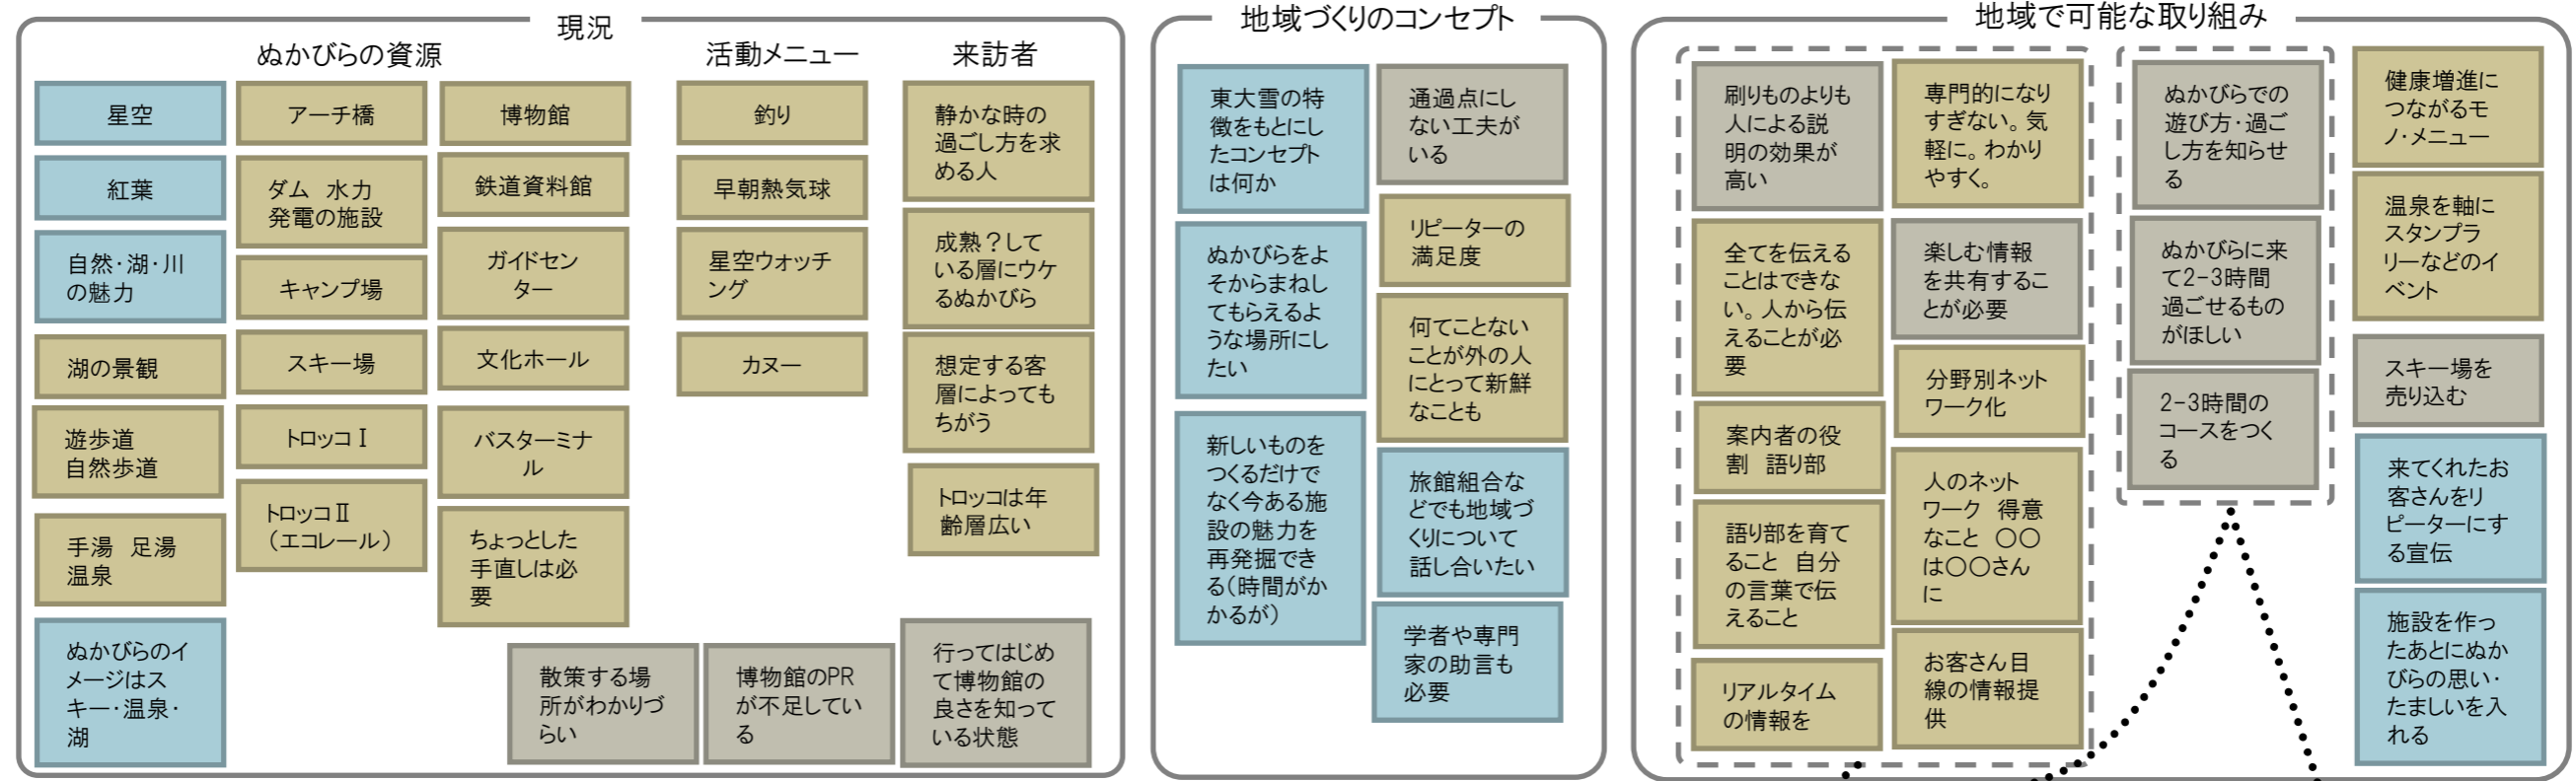 現況
ぬかびらの資源
星空
紅葉
自然・湖・川
の魅力
湖の景観
遊歩道
自然歩道
手湯　足湯
温泉
ぬかびらのイ
メージはス
キー・温泉・
湖
アーチ橋
ダム　水力
発電の施設
キャンプ場
スキー場
トロッコⅠ
トロッコⅡ
（エコレール）
博物館
鉄道資料館
ガイドセン
ター
文化ホール
バスターミナ
ル
ちょっとした
手直しは必
要
活動メニュー
釣り
早朝熱気球
星空ウォッチ
ング
カヌー
来訪者
静かな時の
過ごし方を求
める人
成熟？して
いる層にウケ
るぬかびら
想定する客
層によっても
ちがう
トロッコは年
齢層広い
散策する場
所がわかりづ
らい
博物館のPR
が不足してい
る
行ってはじめ
て博物館の
良さを知って
いる状態
地域づくりのコンセプト
東大雪の特
徴をもとにし
たコンセプト
は何か
ぬかびらをよ
そからまねし
てもらえるよ
うな場所にし
たい
新しいものを
つくるだけで
なく今ある施
設の魅力を
再発掘でき
る（時間がか
かるが）
通過点にし
ない工夫が
いる
リピーターの
満足度
何てことない
ことが外の人
にとって新鮮
なことも
旅館組合な
どでも地域づ
くりについて
話し合いたい
学者や専門
家の助言も
必要
地域で可能な取り組み
刷りものよりも
人による説
明の効果が
高い
全てを伝える
ことはできな
い。人から伝
えることが必
要
案内者の役
割　語り部
語り部を育て
ること　自分
の言葉で伝
えること
リアルタイム
の情報を
専門的になり
すぎない。気
軽に。わかり
やすく。
楽しむ情報
を共有するこ
とが必要
分野別ネット
ワーク化
人のネット
ワーク　得意
なこと　〇〇
は〇〇さん
に
お客さん目
線の情報提
供
ぬかびらでの
遊び方・過ご
し方を知らせ
る
ぬかびらに来
て2-3時間
過ごせるもの
がほしい
2-3時間の
コースをつく
る
健康増進に
つながるモ
ノ・メニュー
温泉を軸に
スタンプラ
リーなどのイ
ベント
スキー場を
売り込む
来てくれたお
客さんをリ
ピーターにす
る宣伝
施設を作っ
たあとにぬか
びらの思い・
たましいを入
れる